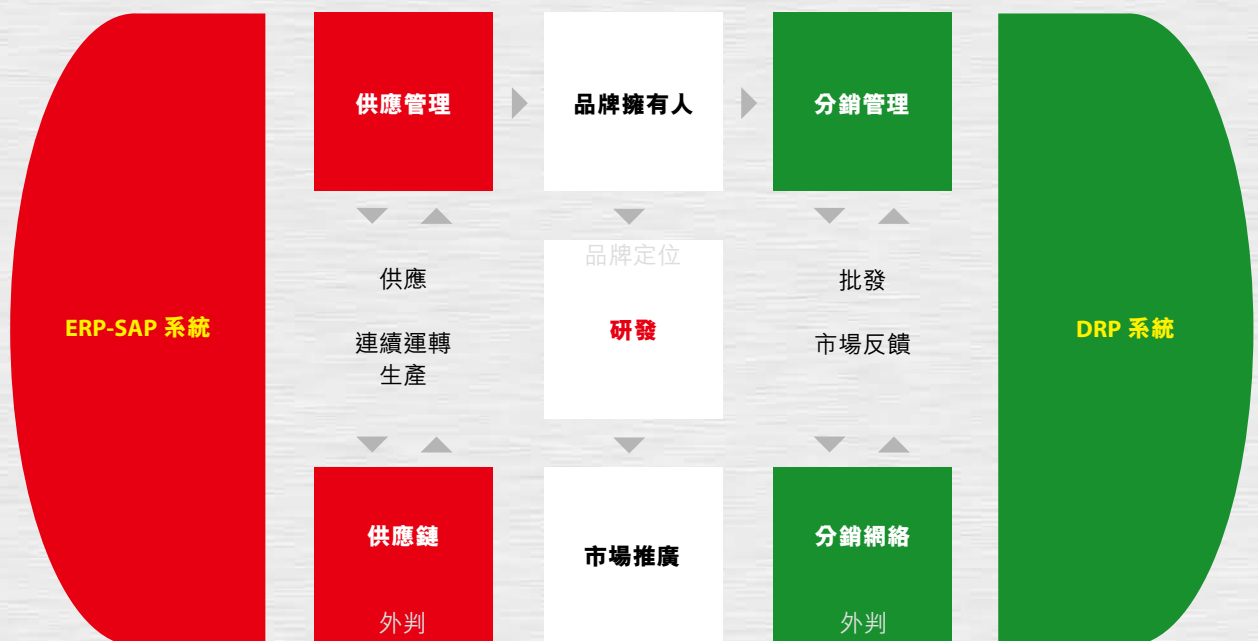 供應管理
品牌擁有人
分銷管理
品牌定位
供應
批發
ERP-SAP 系統
研發
DRP 系統
連續運轉
生產
市場反饋
供應鏈
市場推廣
分銷網絡
外判
外判